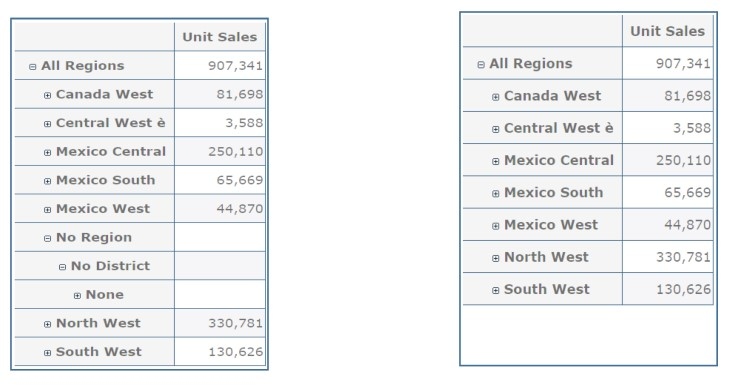 Unit Sales
All Regions 907,341
Canada West 81,698
Central West è 3,588
Mexico Central 250,110
Mexico South 65,669
Mexico West 44,870
No Region
No District
None
North West 330,781
South West 130,626
Unit Sales
All Regions 907,341
Canada West 81,698
Central West è 3,588
Mexico Central 250,110
Mexico South 65,669
Mexico West 44,870
North West 330,781
South West 130,626